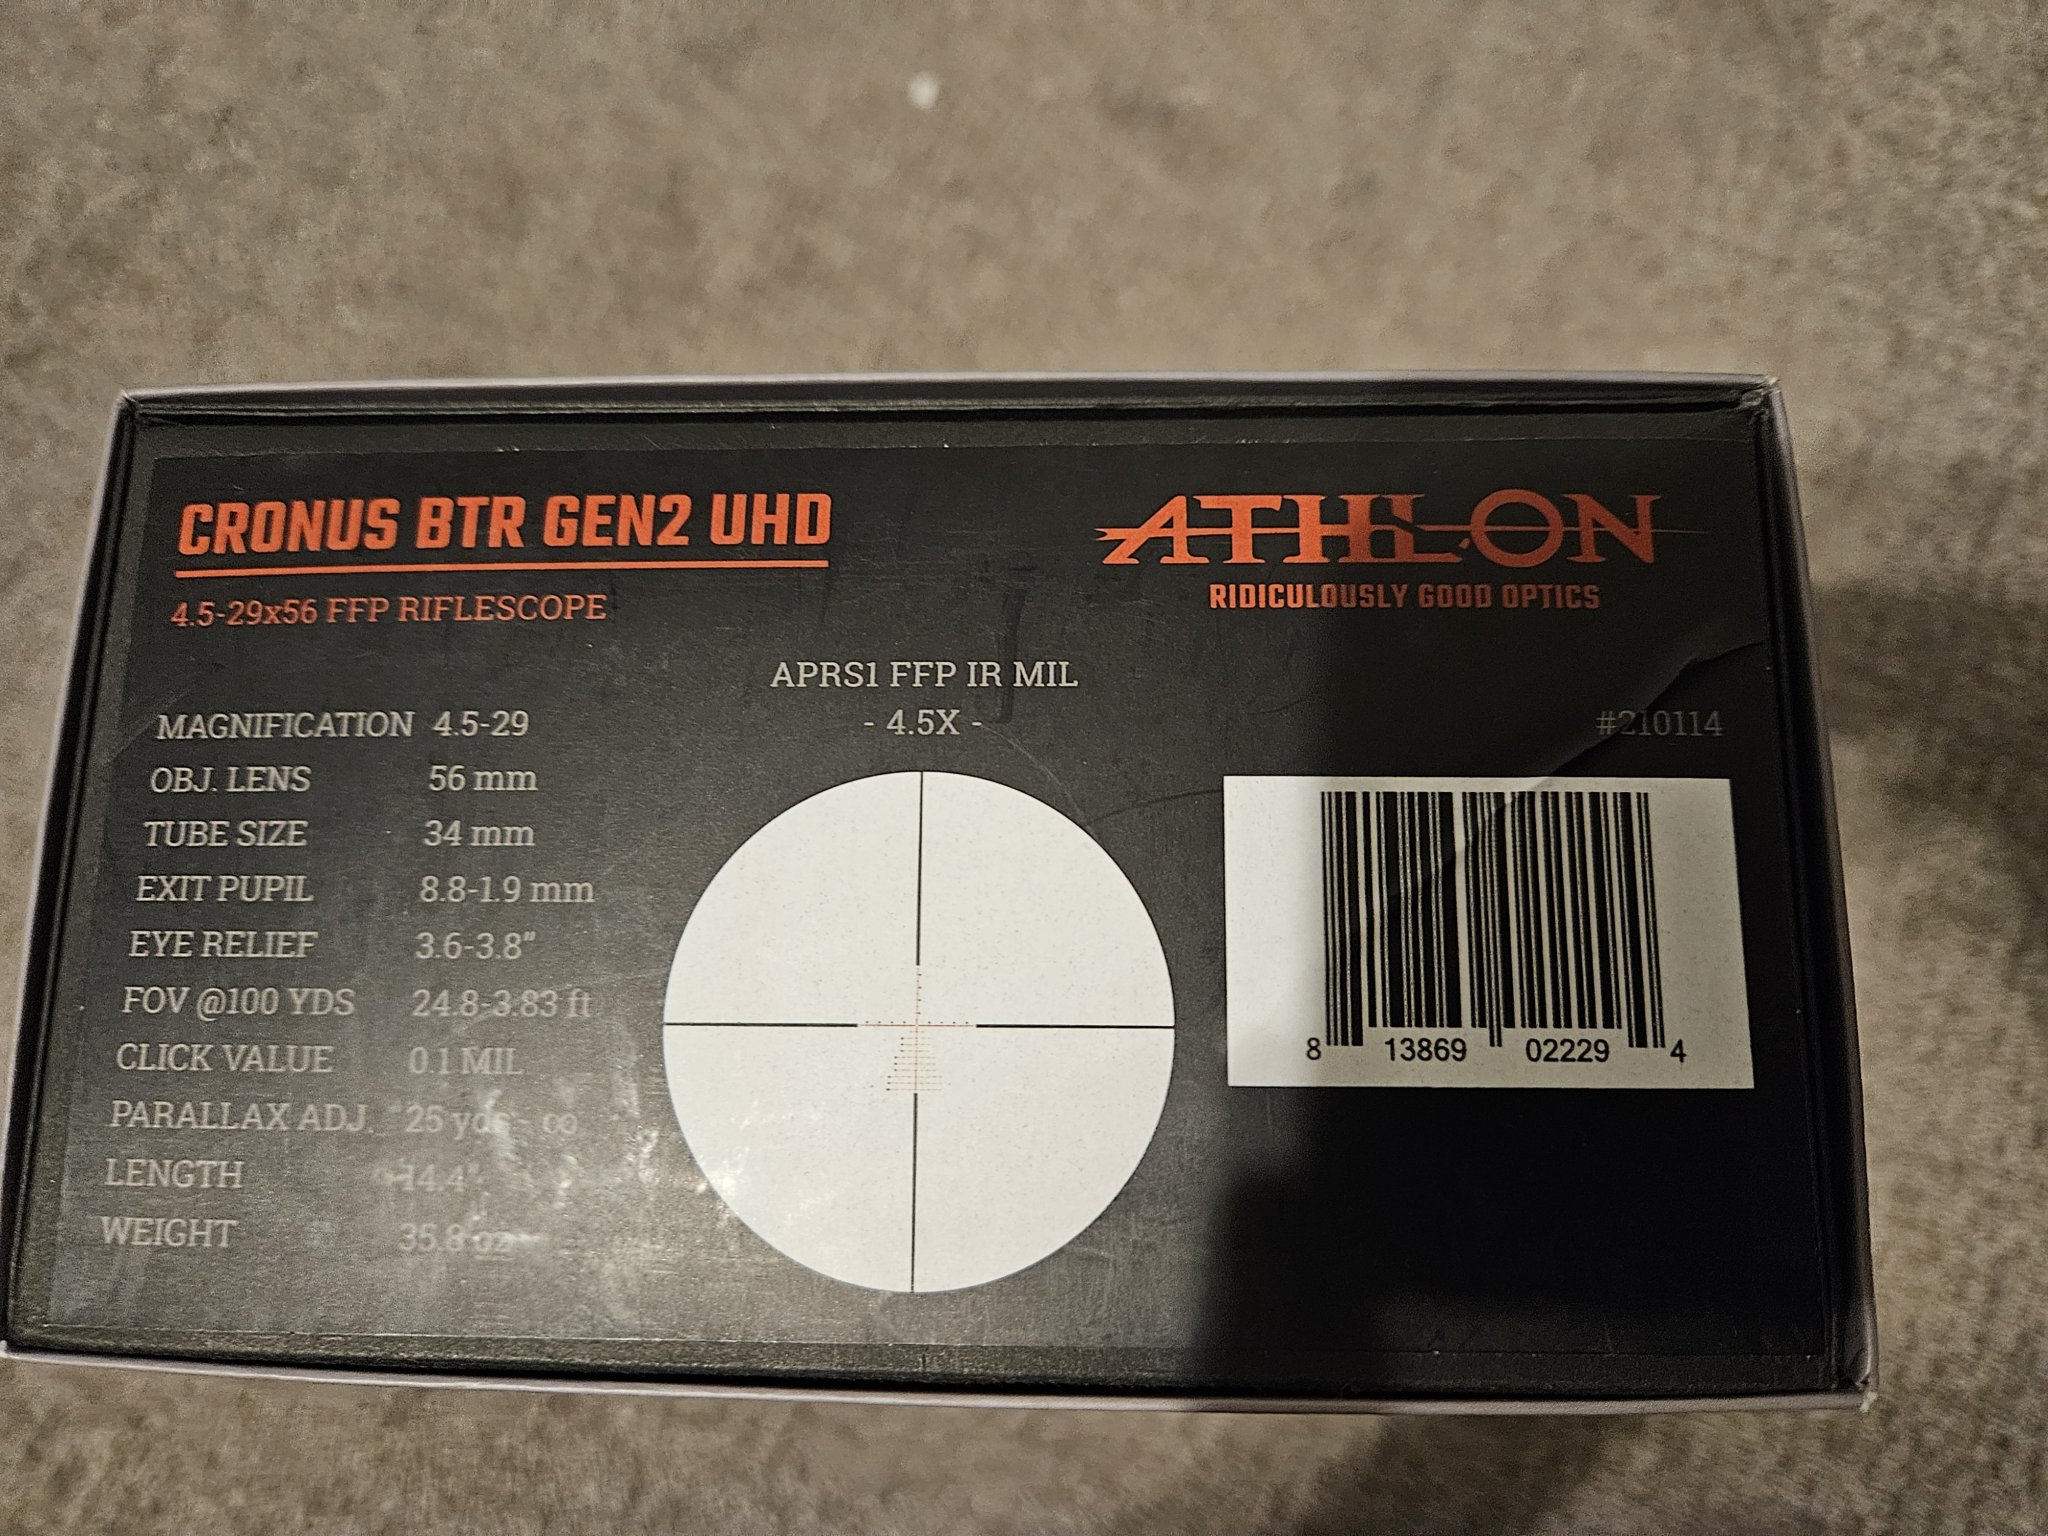 CRONUS BTR GEN2 UHD
4.5-29x56 FFP RIFLESCOPE
ATHLON
RIDICULOUSLY GOOD OPTICS
MAGNIFICATION 4.5-29
OBJ. LENS 56 mm
TUBE SIZE 34 mm
EXIT PUPIL 8.8-1.9 mm
EYE RELIEF 3.6-3.8"
FOV @100 YDS 24.8-3.83 ft
CLICK VALUE 0.1 MIL
PARALLAX ADJ. 25 yds - ∞
LENGTH 14.4"
WEIGHT 35.8 oz
APRS1 FFP IR MIL
- 4.5X -
#210114
8 13869 02229 4